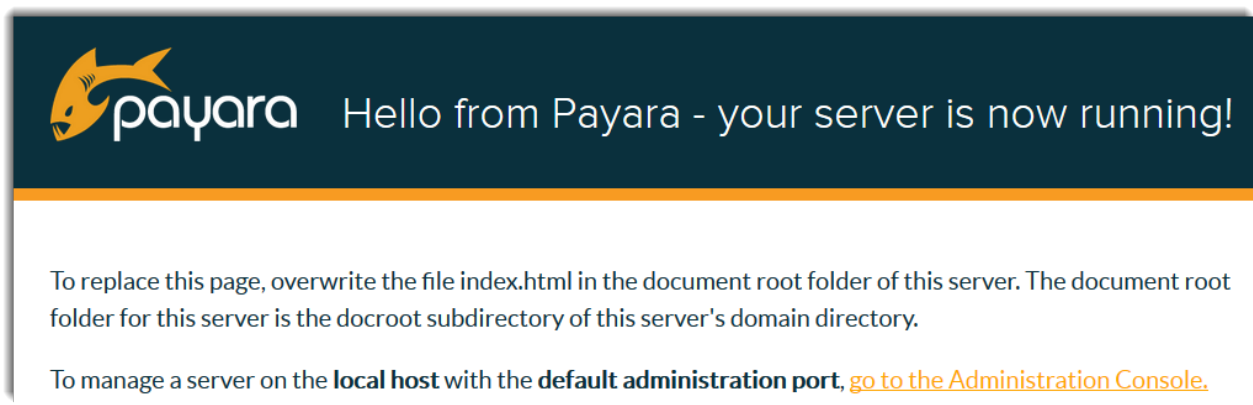 payara
Hello from Payara - your server is now running!
To replace this page, overwrite the file index.html in the document root folder of this server. The document root
folder for this server is the docroot subdirectory of this server's domain directory.
To manage a server on the local host with the default administration port, go to the Administration Console.